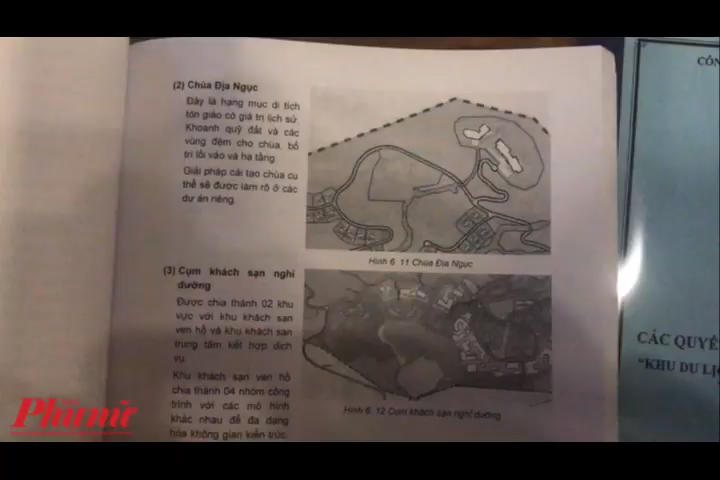 (2) Chùa Địa Ngục
Đây là hạng mục di tích
tôn giáo có giá trị lịch sử.
Khoanh quỹ đất và các
vùng đệm cho chùa, bố
trí lối vào và hạ tầng.
Giải pháp cải tạo chùa cụ
thể sẽ được làm rõ ở các
dự án riêng.
Hình 6. 11 Chùa Địa Ngục
(3) Cụm khách sạn nghỉ
dưỡng
Được chia thành 02 khu
vực với khu khách sạn
ven hồ và khu khách sạn
trung tâm kết hợp dịch
vụ.
Khu khách sạn ven hồ
chia thành 04 nhóm công
trình với các mô hình
khác nhau để đa dạng
hóa không gian kiến trúc.
Hình 6. 12 Cụm khách sạn nghỉ dưỡng
CÔN
CÁC QUYẾ
"KHU DU LỊC
Phụ nữ